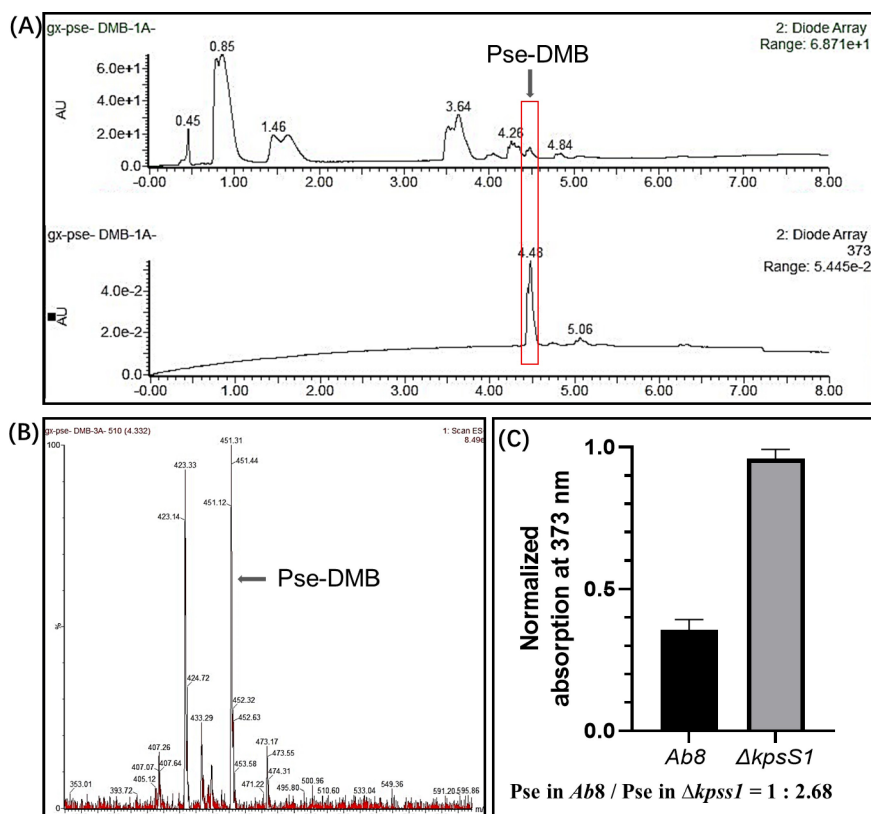 (A)
gx-pse- DMB-1A-
2: Diode Array
Range: 6.871e+1
Pse-DMB
0.85
6.0e+1
4.0e+1
2.0e+1
0.0
AU
0.45
1.46
3.64
4.26
4.84
-0.00 1.00 2.00 3.00 4.00 5.00 6.00 7.00 8.00
gx-pse- DMB-1A-
2: Diode Array
373
Range: 5.445e-2
4.48
4.0e-2
2.0e-2
0.0
AU
5.06
-0.00 1.00 2.00 3.00 4.00 5.00 6.00 7.00 8.00
(B)
gx-pse- DMB-3A- 510 (4.332)
1: Scan ES-
8.49e
100
451.31
451.44
423.33
451.12
423.14
Pse-DMB
424.72
433.29
452.32
452.63
407.26
407.07
407.64
405.12
473.17
473.55
453.58
474.31
353.01
393.72
471.22
495.80
500.96
510.60
533.04
549.36
591.20
595.86
0
(C)
Normalized
absorption at 373 nm
1.0
0.5
0.0
Ab8 ΔkpsS1
Pse in Ab8 / Pse in Δkpss1 = 1 : 2.68